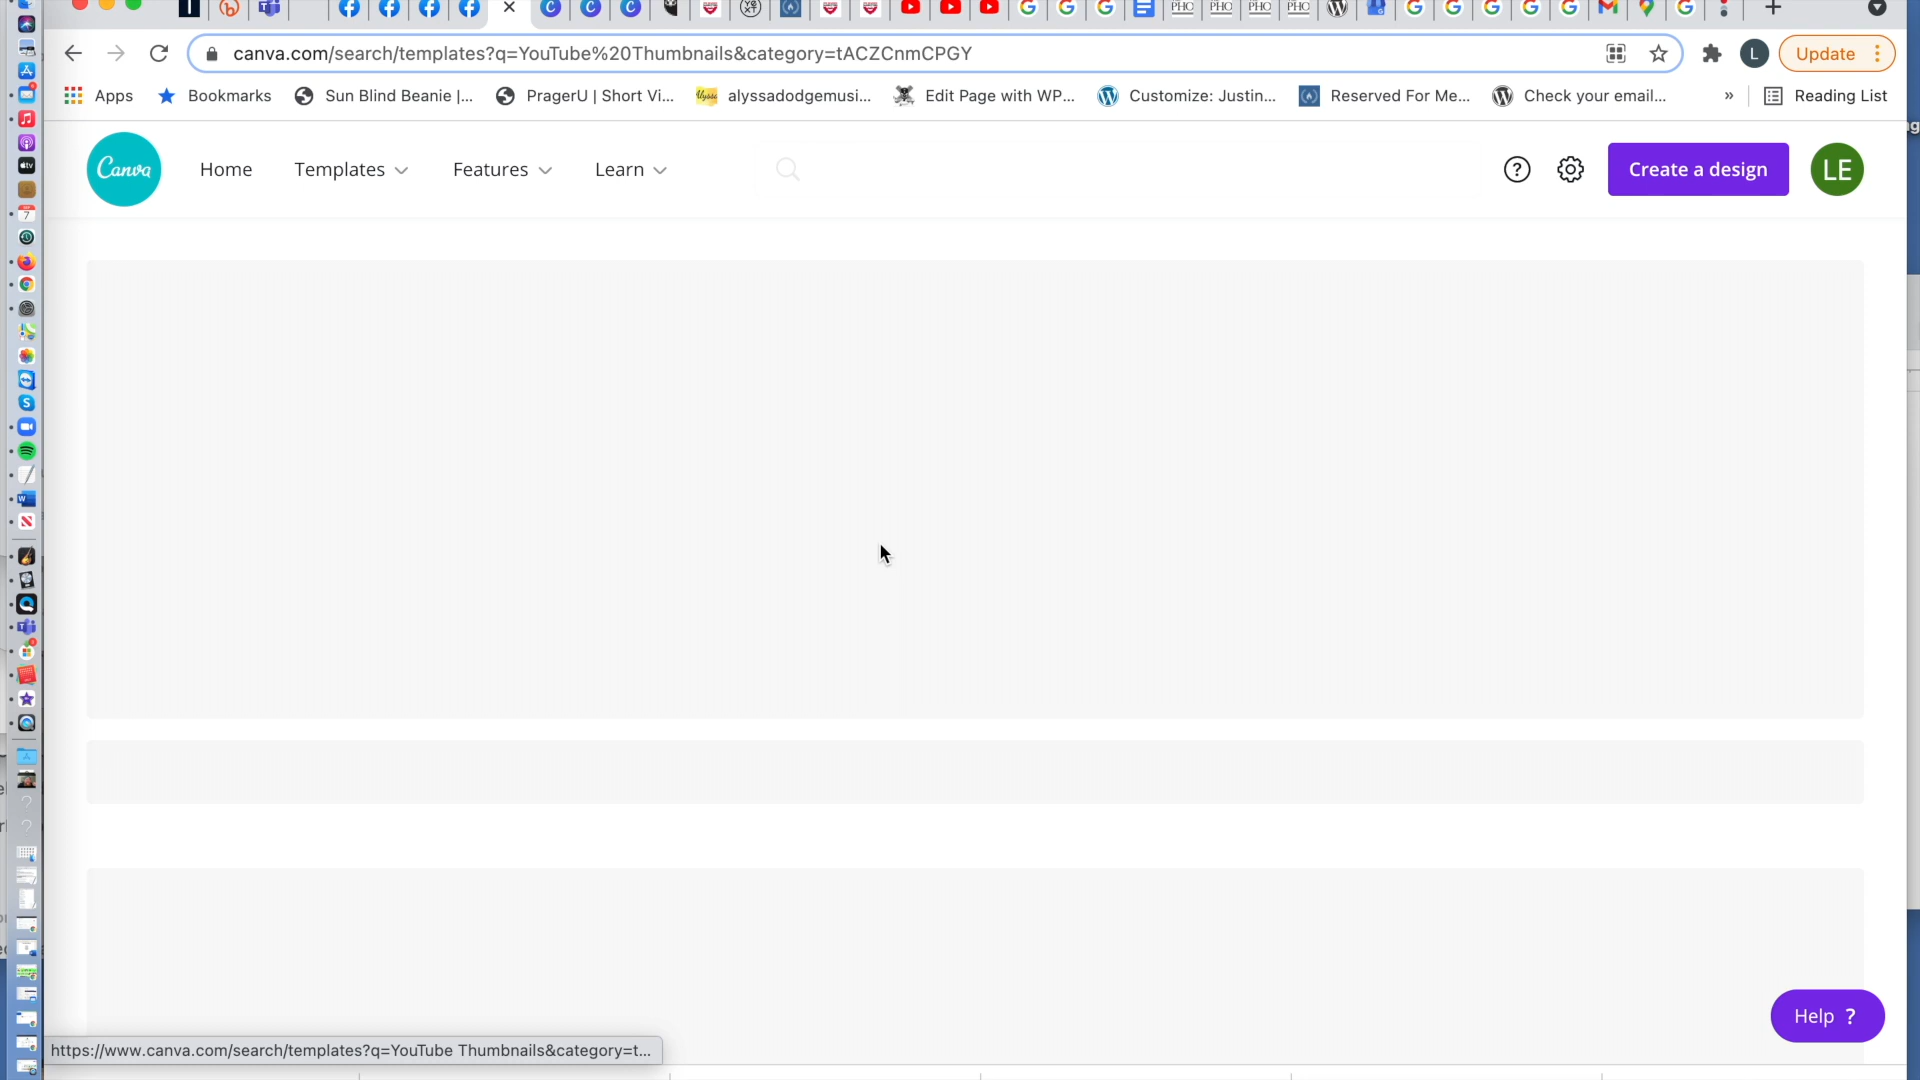 canva.com/search/templates?q=YouTube%20Thumbnails&category=tACZCnmCPGY
L
Update
Apps
Bookmarks
Sun Blind Beanie |...
PragerU | Short Vi...
alyssadodgemusi...
Edit Page with WP...
Customize: Justin...
Reserved For Me...
Check your email...
»
Reading List
Canva
Home
Templates
Features
Learn
Create a design
LE
Help ?
https://www.canva.com/search/templates?q=YouTube Thumbnails&category=t...